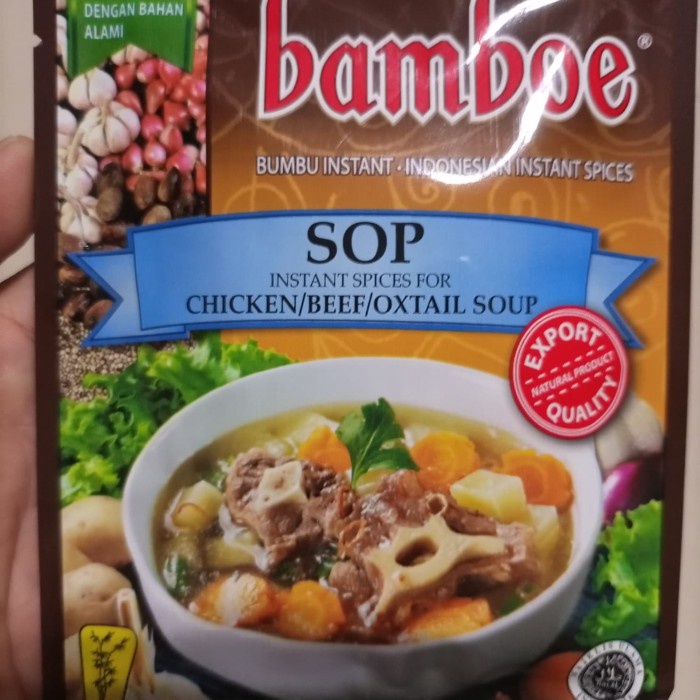 DENGAN BAHAN
ALAMI
bamboe®
BUMBU INSTANT · INDONESIAN INSTANT SPICES
SOP
INSTANT SPICES FOR
CHICKEN/BEEF/OXTAIL SOUP
EXPORT
NATURAL PRODUCT
QUALITY